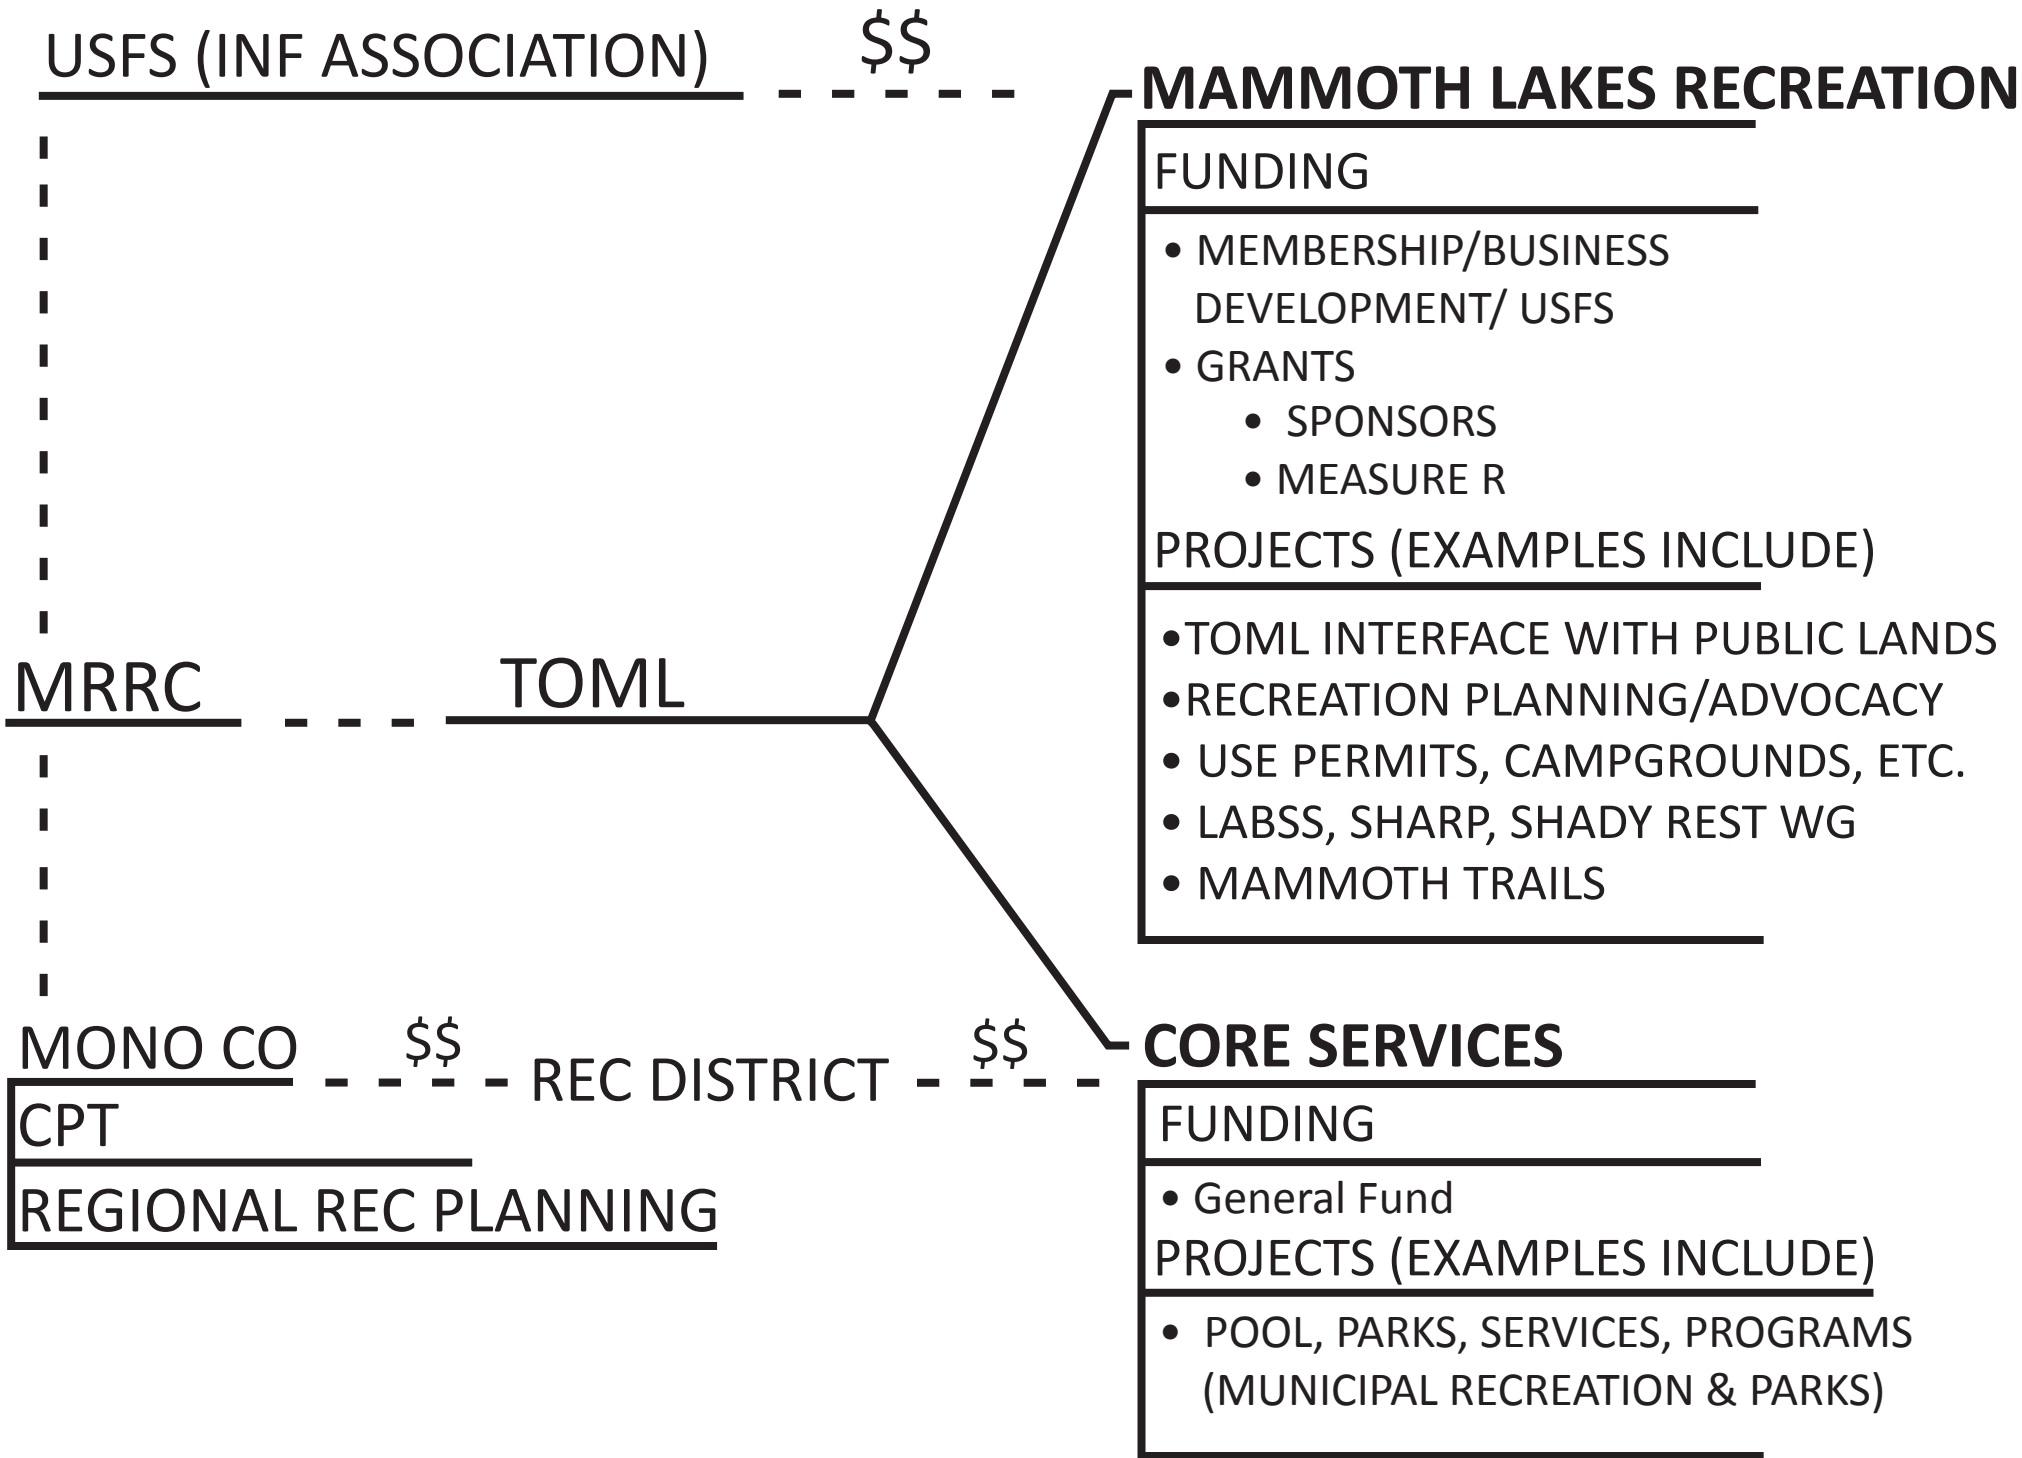 USFS (INF ASSOCIATION)
$$
MAMMOTH LAKES RECREATION
FUNDING
• MEMBERSHIP/BUSINESS
DEVELOPMENT/ USFS
• GRANTS
• SPONSORS
• MEASURE R
PROJECTS (EXAMPLES INCLUDE)
•TOML INTERFACE WITH PUBLIC LANDS
•RECREATION PLANNING/ADVOCACY
• USE PERMITS, CAMPGROUNDS, ETC.
• LABSS, SHARP, SHADY REST WG
• MAMMOTH TRAILS
MRRC
TOML
MONO CO
$$
REC DISTRICT
$$
CPT
REGIONAL REC PLANNING
CORE SERVICES
FUNDING
• General Fund
PROJECTS (EXAMPLES INCLUDE)
• POOL, PARKS, SERVICES, PROGRAMS
(MUNICIPAL RECREATION & PARKS)